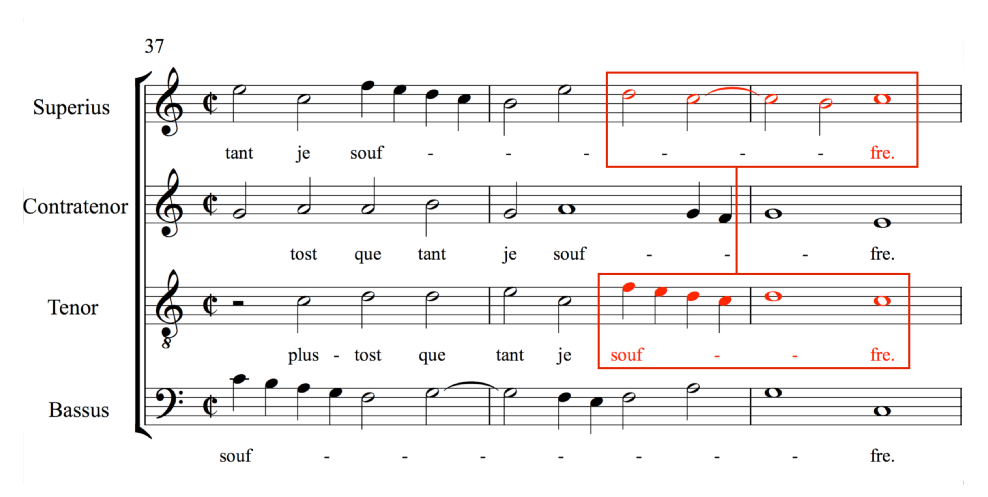 37
Superius
tant je souf - - - - - - fre.
Contratenor
tost que tant je souf - - - fre.
Tenor
8
plus - tost que tant je souf - - fre.
Bassus
souf - - - - - - - - fre.